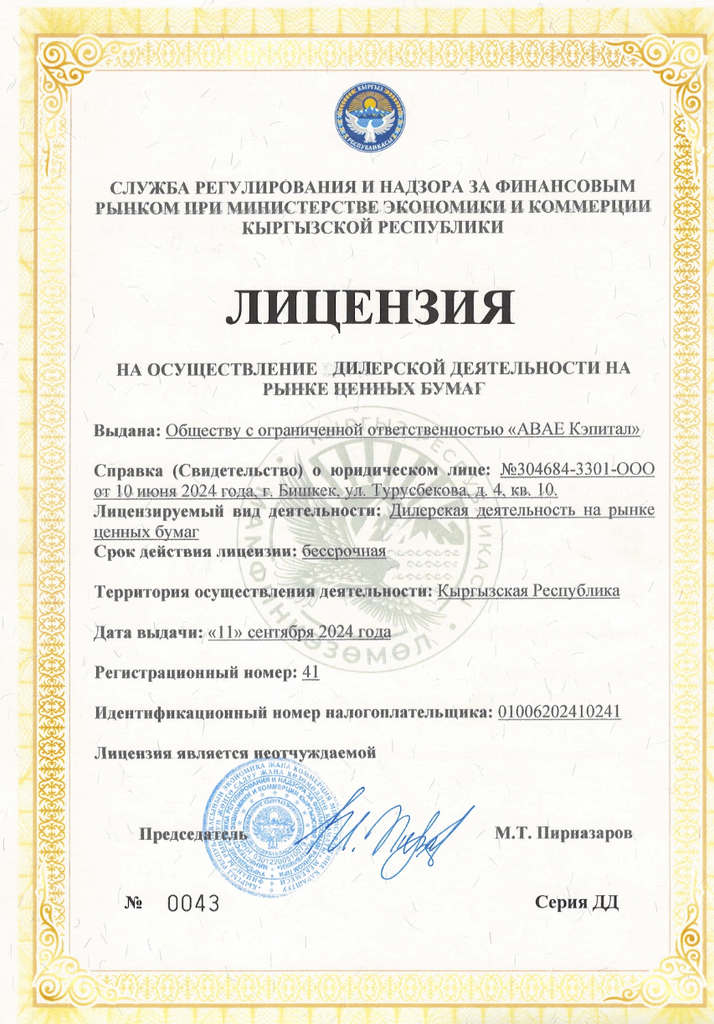 КЫРГЫЗ
РЕСПУБЛИКАСЫ
СЛУЖБА РЕГУЛИРОВАНИЯ И НАДЗОРА ЗА ФИНАНСОВЫМ
РЫНКОМ ПРИ МИНИСТЕРСТВЕ ЭКОНОМИКИ И КОММЕРЦИИ
КЫРГЫЗСКОЙ РЕСПУБЛИКИ
ЛИЦЕНЗИЯ
НА ОСУЩЕСТВЛЕНИЕ ДИЛЕРСКОЙ ДЕЯТЕЛЬНОСТИ НА
РЫНКЕ ЦЕННЫХ БУМАГ
Выдана: Обществу с ограниченной ответственностью «АВАЕ Кэпитал»
Справка (Свидетельство) о юридическом лице: №304684-3301-ООО
от 10 июня 2024 года, г. Бишкек, ул. Турусбекова, д. 4, кв. 10.
Лицензируемый вид деятельности: Дилерская деятельность на рынке
ценных бумаг
Срок действия лицензии: бессрочная
Территория осуществления деятельности: Кыргызская Республика
Дата выдачи: «11» сентября 2024 года
Регистрационный номер: 41
Идентификационный номер налогоплательщика: 01006202410241
Лицензия является неотчуждаемой
Председатель М.Т. Пирназаров
№ 0043 Серия ДД